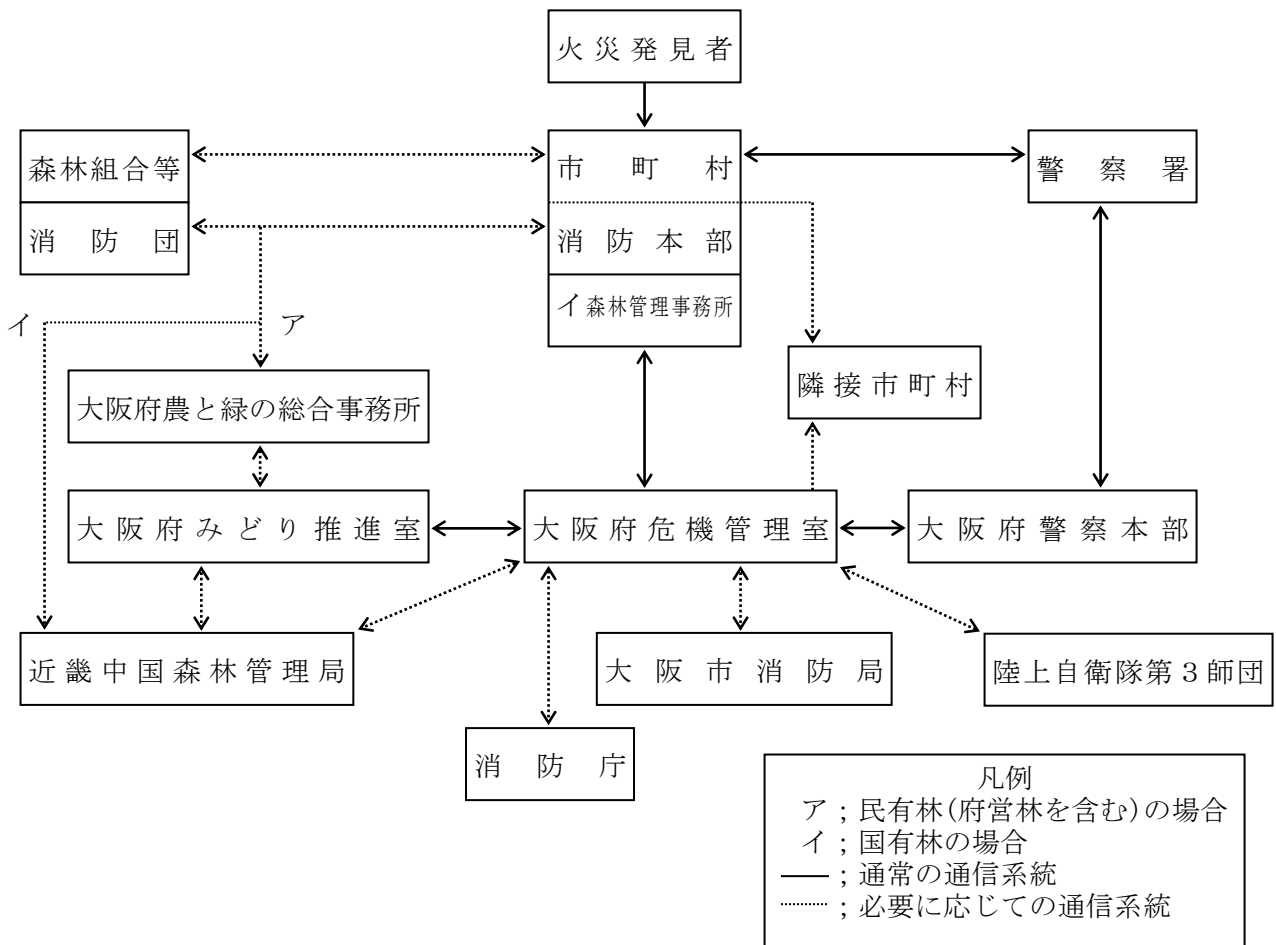 火災発見者
森林組合等
市町村
警察署
消防団
消防本部
イ森林管理事務所
イ
ア
隣接市町村
大阪府農と緑の総合事務所
大阪府みどり推進室
大阪府危機管理室
大阪府警察本部
近畿中国森林管理局
大阪市消防局
陸上自衛隊第３師団
消防庁
凡例
ア；民有林(府営林を含む)の場合
イ；国有林の場合
；通常の通信系統
；必要に応じての通信系統